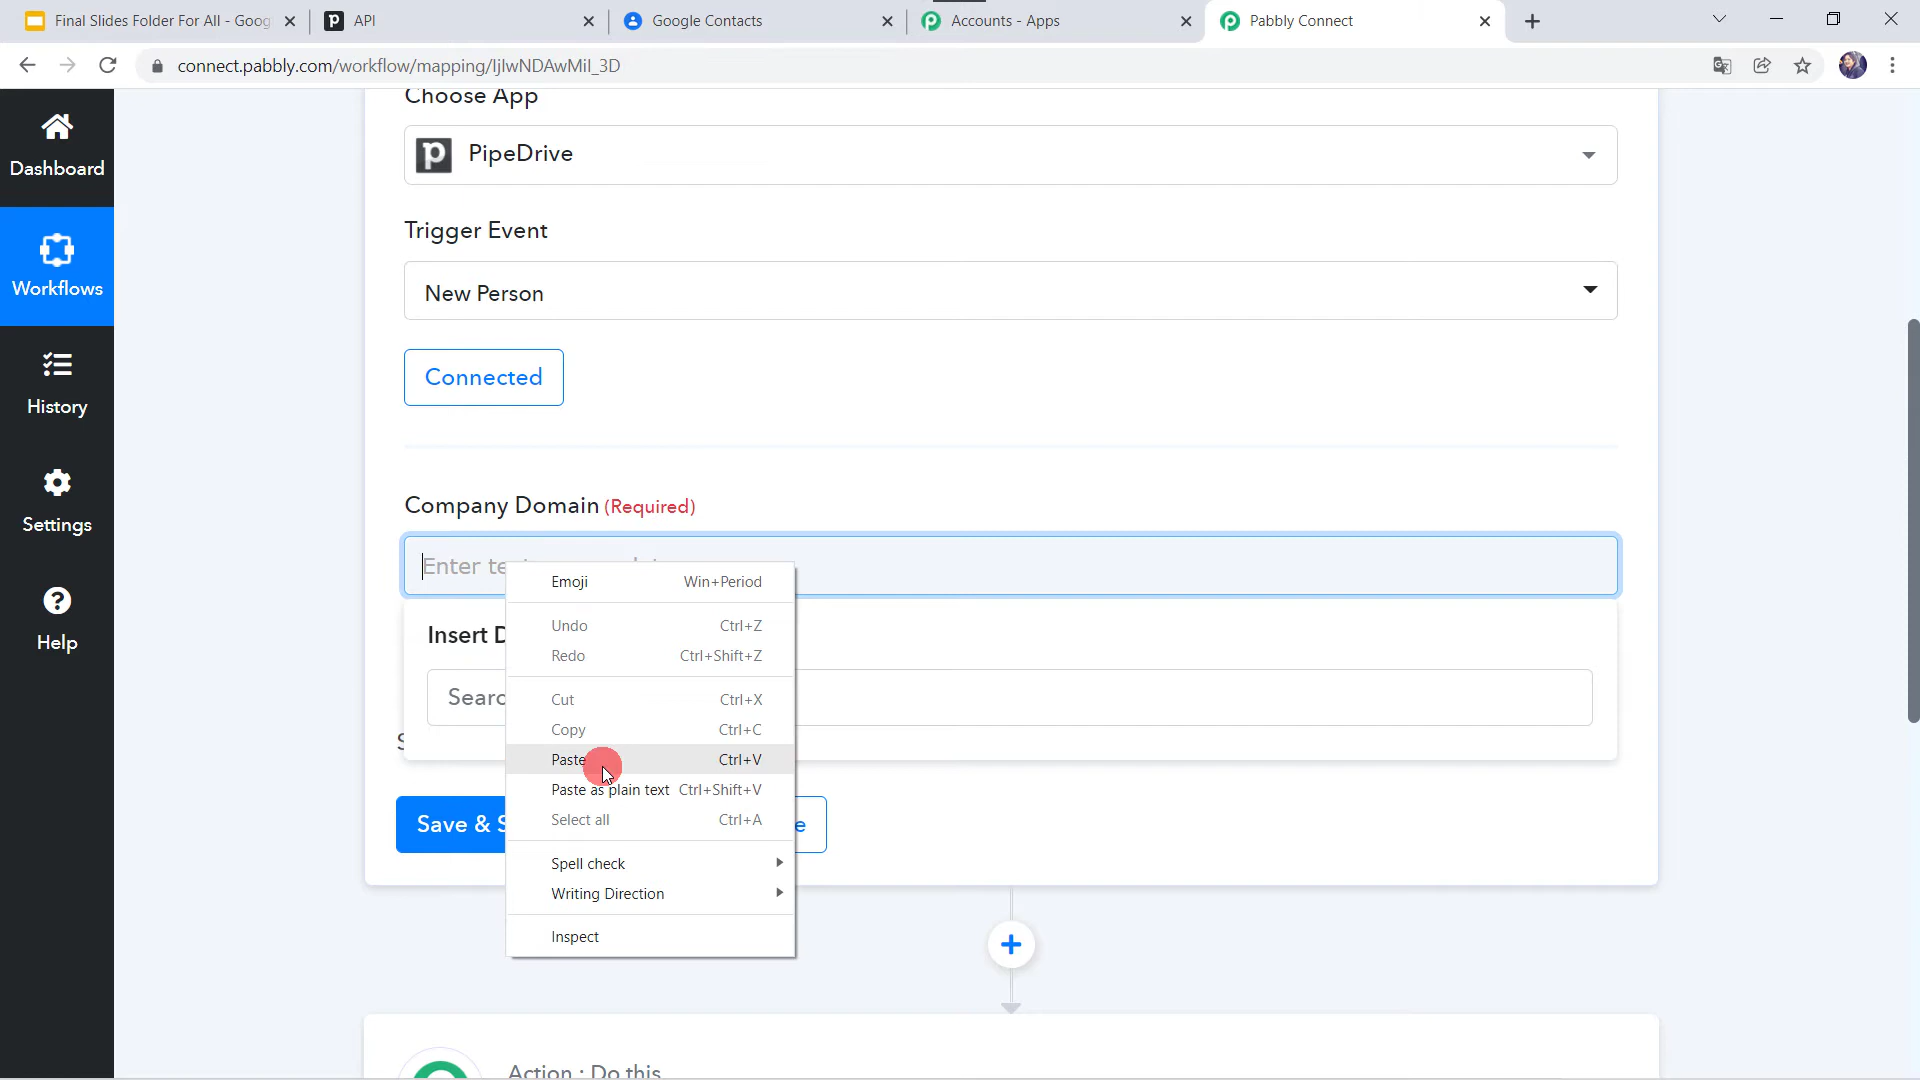 Final Slides Folder For All - Goog
API
Google Contacts
Accounts - Apps
Pabbly Connect
connect.pabbly.com/workflow/mapping/IjIwNDAwMiI_3D
Choose App
Dashboard
PipeDrive
Trigger Event
Workflows
New Person
Connected
History
Company Domain (Required)
Settings
Enter te
Emoji Win+Period
Undo Ctrl+Z
Insert D
Help
Redo Ctrl+Shift+Z
Searc
Cut Ctrl+X
Copy Ctrl+C
S
Paste Ctrl+V
Paste as plain text Ctrl+Shift+V
Select all Ctrl+A
Save & S
e
Spell check
Writing Direction
Inspect
Action : Do this